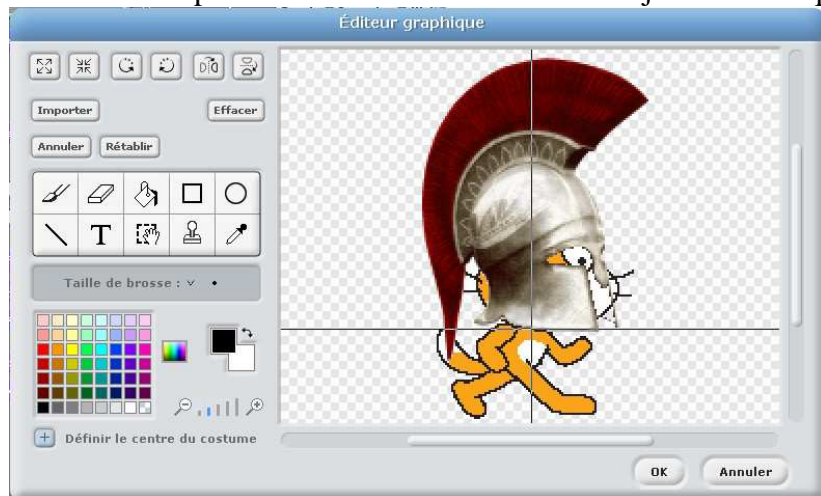 Éditeur graphique
Importer
Effacer
Annuler
Rétablir
T
Taille de brosse :
Définir le centre du costume
OK
Annuler